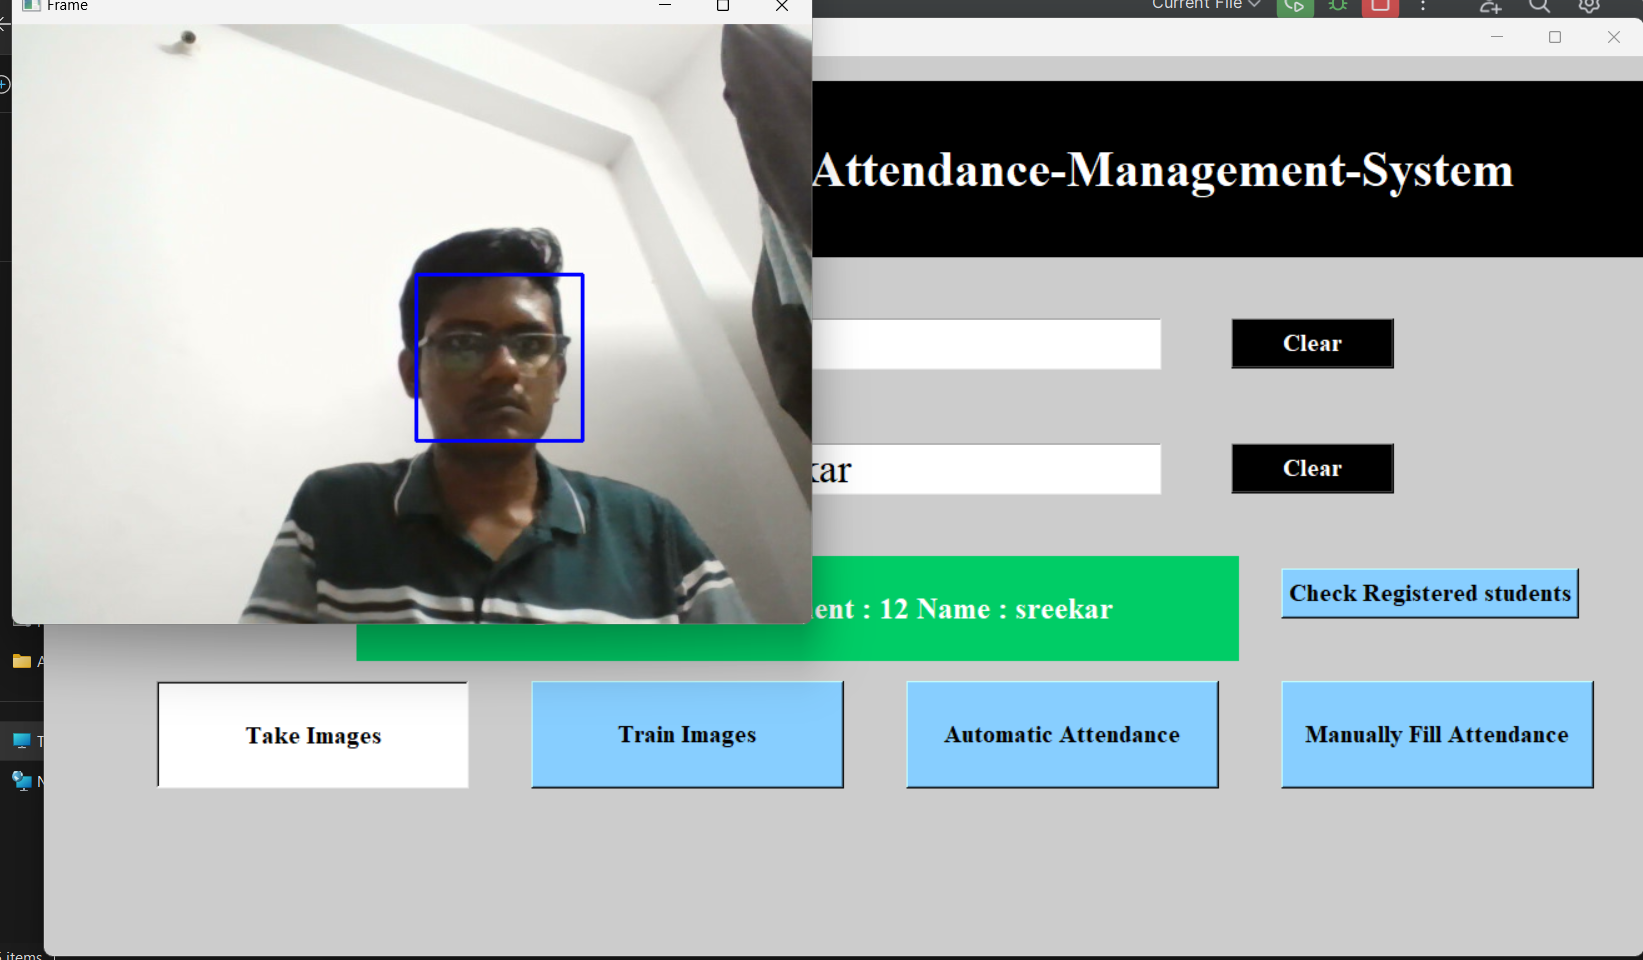 Frame
Current File
Attendance-Management-System
Clear
kar
Clear
ent : 12 Name : sreekar
Check Registered students
Take Images
Train Images
Automatic Attendance
Manually Fill Attendance
items